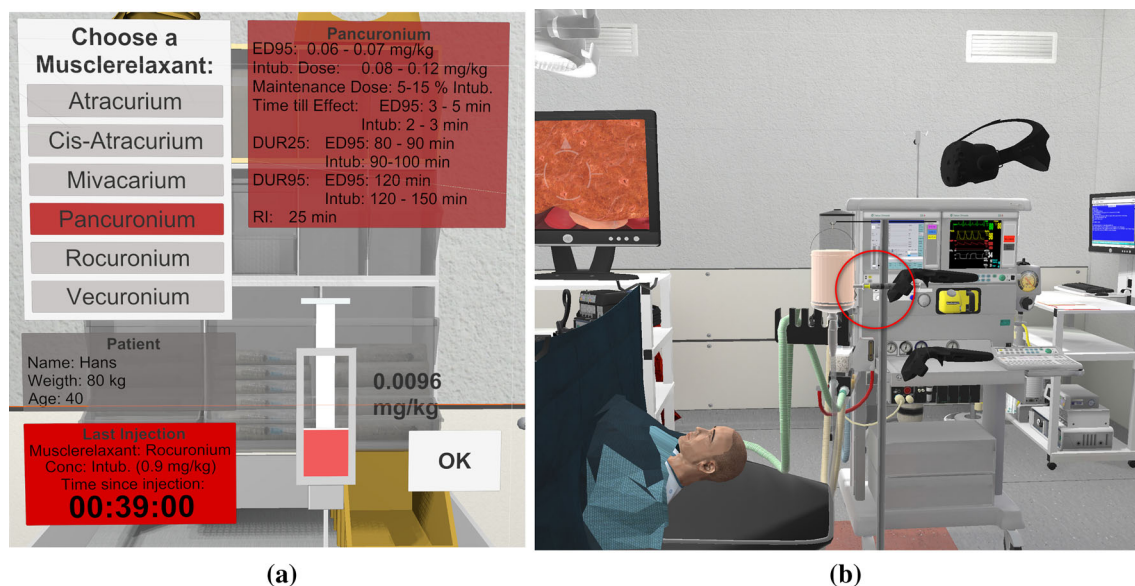 Choose a
Musclerelaxant:
Atracurium
Cis-Atracurium
Mivacarium
Pancuronium
Rocuronium
Vecuronium
Pancuronium
ED95: 0.06 - 0.07 mg/kg
Intub. Dose: 0.08 - 0.12 mg/kg
Maintenance Dose: 5-15 % Intub.
Time till Effect: ED95: 3 - 5 min
Intub: 2 - 3 min
DUR25: ED95: 80 - 90 min
Intub: 90-100 min
DUR95: ED95: 120 min
Intub: 120 - 150 min
RI: 25 min
Patient
Name: Hans
Weigth: 80 kg
Age: 40
0.0096
mg/kg
Last Injection
Musclerelaxant: Rocuronium
Conc: Intub. (0.9 mg/kg)
Time since injection:
00:39:00
OK
(a)
(b)